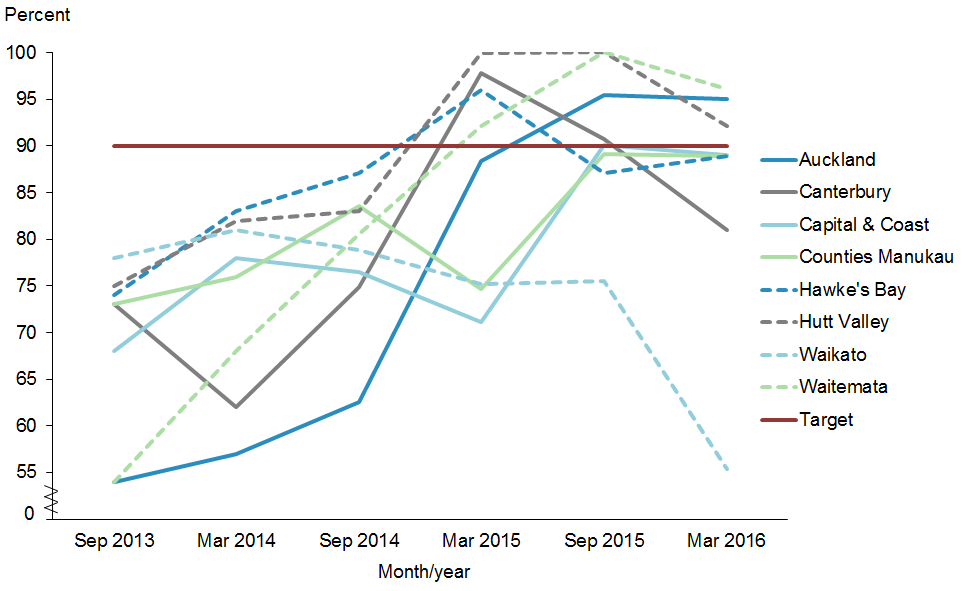 Percent
100
95
90
85
80
75
70
65
60
55
0
Sep 2013 Mar 2014 Sep 2014 Mar 2015 Sep 2015 Mar 2016
Month/year
Auckland
Canterbury
Capital & Coast
Counties Manukau
Hawke's Bay
Hutt Valley
Waikato
Waitemata
Target